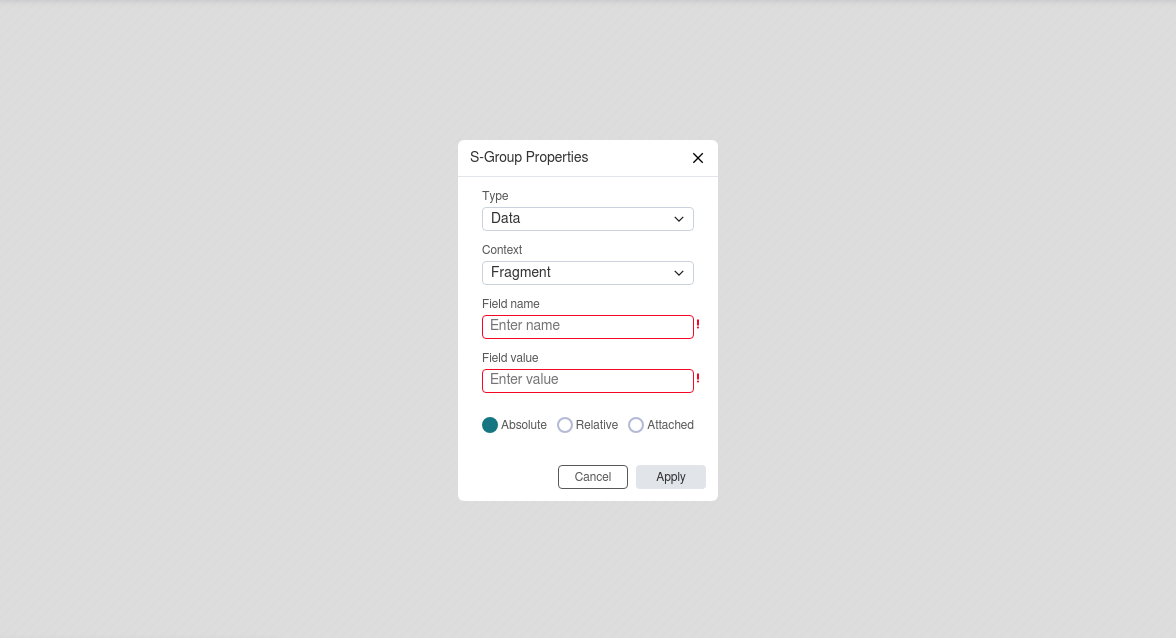 S-Group Properties
Type
Data
Context
Fragment
Field name
Enter name
!
Field value
Enter value
!
Absolute Relative Attached
Cancel Apply